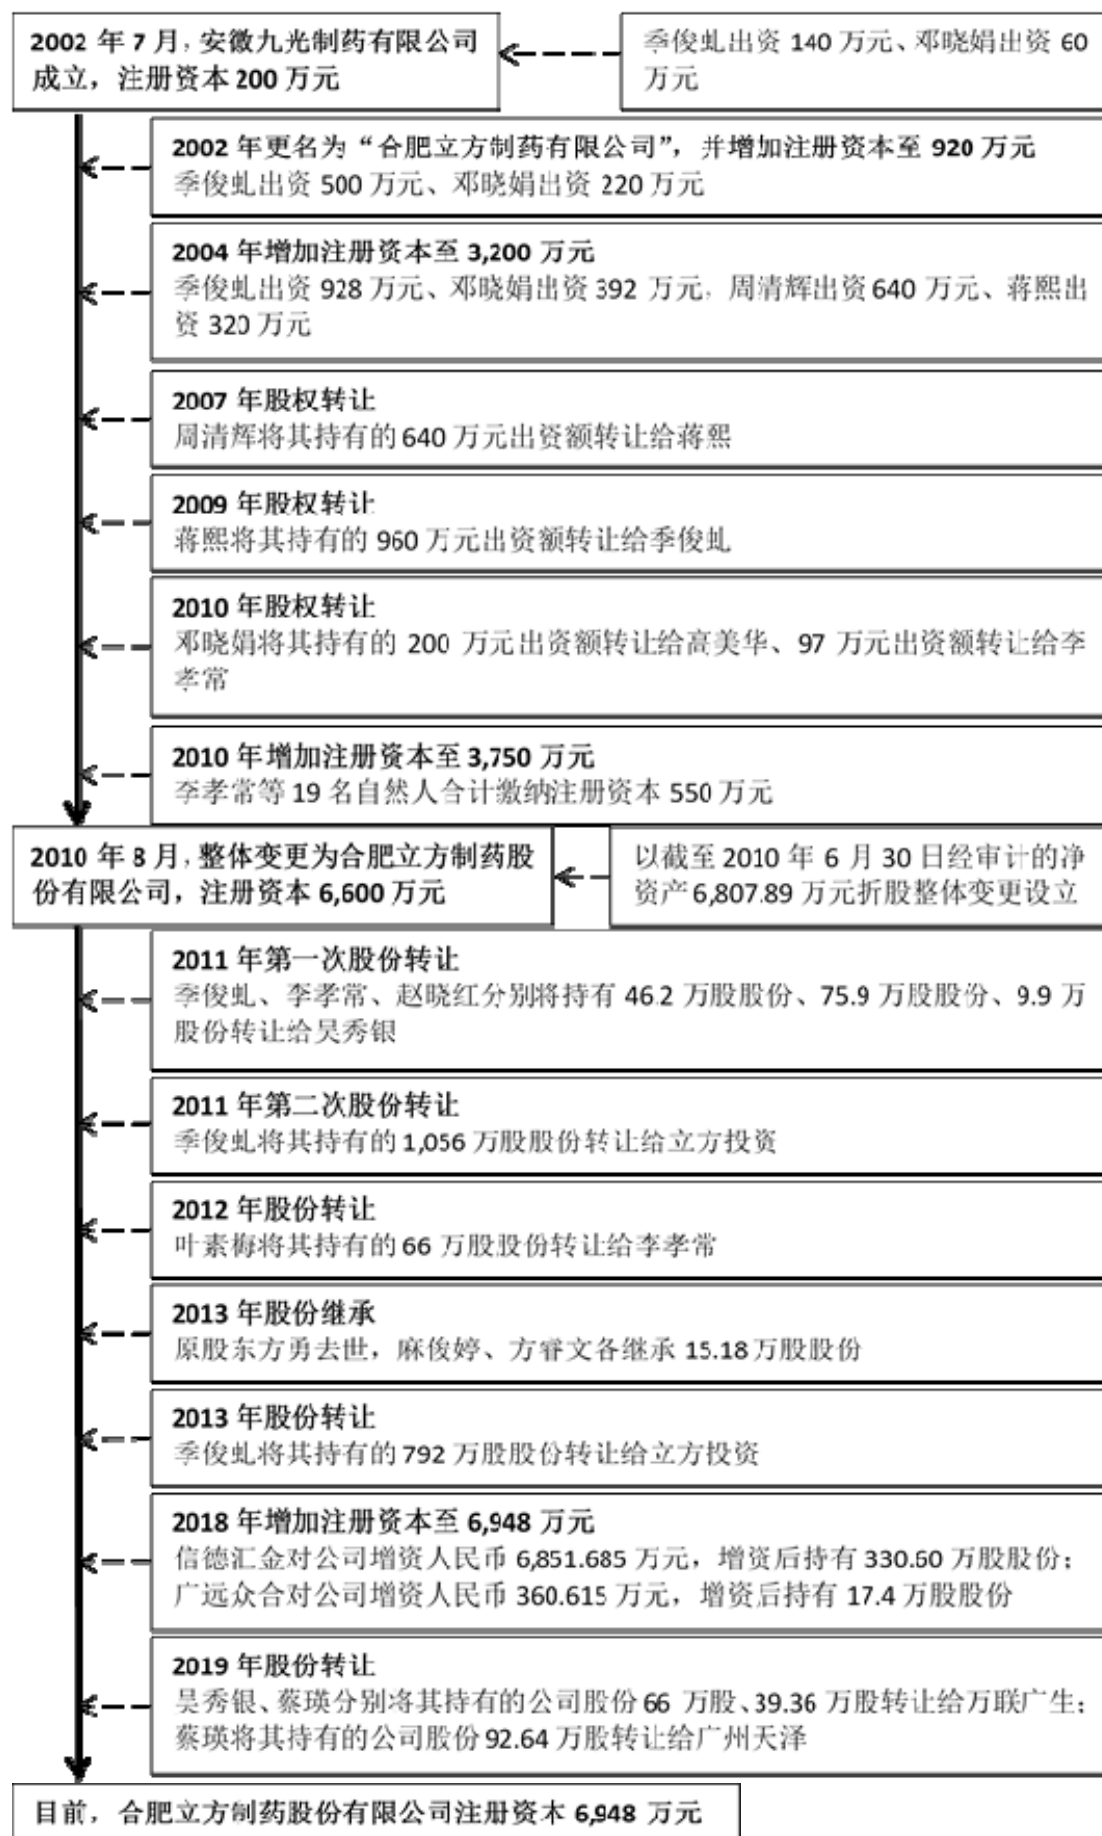 2002 年 7 月，安徽九光制药有限公司
成立，注册资本 200 万元
季俊虬出资 140 万元、邓晓娟出资 60
万元
2002 年更名为“合肥立方制药有限公司”，并增加注册资本至 920 万元
季俊虬出资 500 万元、邓晓娟出资 220 万元
2004 年增加注册资本至 3,200 万元
季俊虬出资 928 万元、邓晓娟出资 392 万元，周清辉出资 640 万元、蒋熙出
资 320 万元
2007 年股权转让
周清辉将其持有的 640 万元出资额转让给蒋熙
2009 年股权转让
蒋熙将其持有的 960 万元出资额转让给季俊虬
2010 年股权转让
邓晓娟将其持有的 200 万元出资额转让给高美华、97 万元出资额转让给李
孝常
2010 年增加注册资本至 3,750 万元
李孝常等 19 名自然人合计缴纳注册资本 550 万元
2010 年 8 月，整体变更为合肥立方制药股
份有限公司，注册资本 6,600 万元
以截至 2010 年 6 月 30 日经审计的净
资产 6,807.89 万元折股整体变更设立
2011 年第一次股份转让
季俊虬、李孝常、赵晓红分别将持有 46.2 万股股份、75.9 万股股份、9.9 万
股份转让给吴秀银
2011 年第二次股份转让
季俊虬将其持有的 1,056 万股股份转让给立方投资
2012 年股份转让
叶素梅将其持有的 66 万股股份转让给李孝常
2013 年股份继承
原股东方勇去世，麻俊婷、方睿文各继承 15.18 万股股份
2013 年股份转让
季俊虬将其持有的 792 万股股份转让给立方投资
2018 年增加注册资本至 6,948 万元
信德汇金对公司增资人民币 6,851.685 万元，增资后持有 330.60 万股股份；
广远众合对公司增资人民币 360.615 万元，增资后持有 17.4 万股股份
2019 年股份转让
吴秀银、蔡瑛分别将其持有的公司股份 66 万股、39.36 万股转让给万联广生；
蔡瑛将其持有的公司股份 92.64 万股转让给广州天泽
目前，合肥立方制药股份有限公司注册资本 6,948 万元